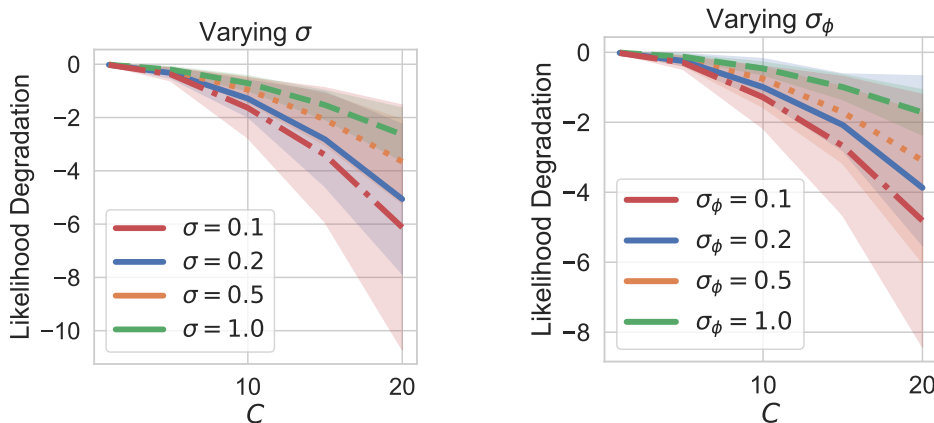 Varying σ
Likelihood Degradation
0
−2
−4
−6
−8
−10
σ = 0.1
σ = 0.2
σ = 0.5
σ = 1.0
10
20
C
Varying σ_ϕ
Likelihood Degradation
0
−2
−4
−6
−8
σ_ϕ = 0.1
σ_ϕ = 0.2
σ_ϕ = 0.5
σ_ϕ = 1.0
10
20
C